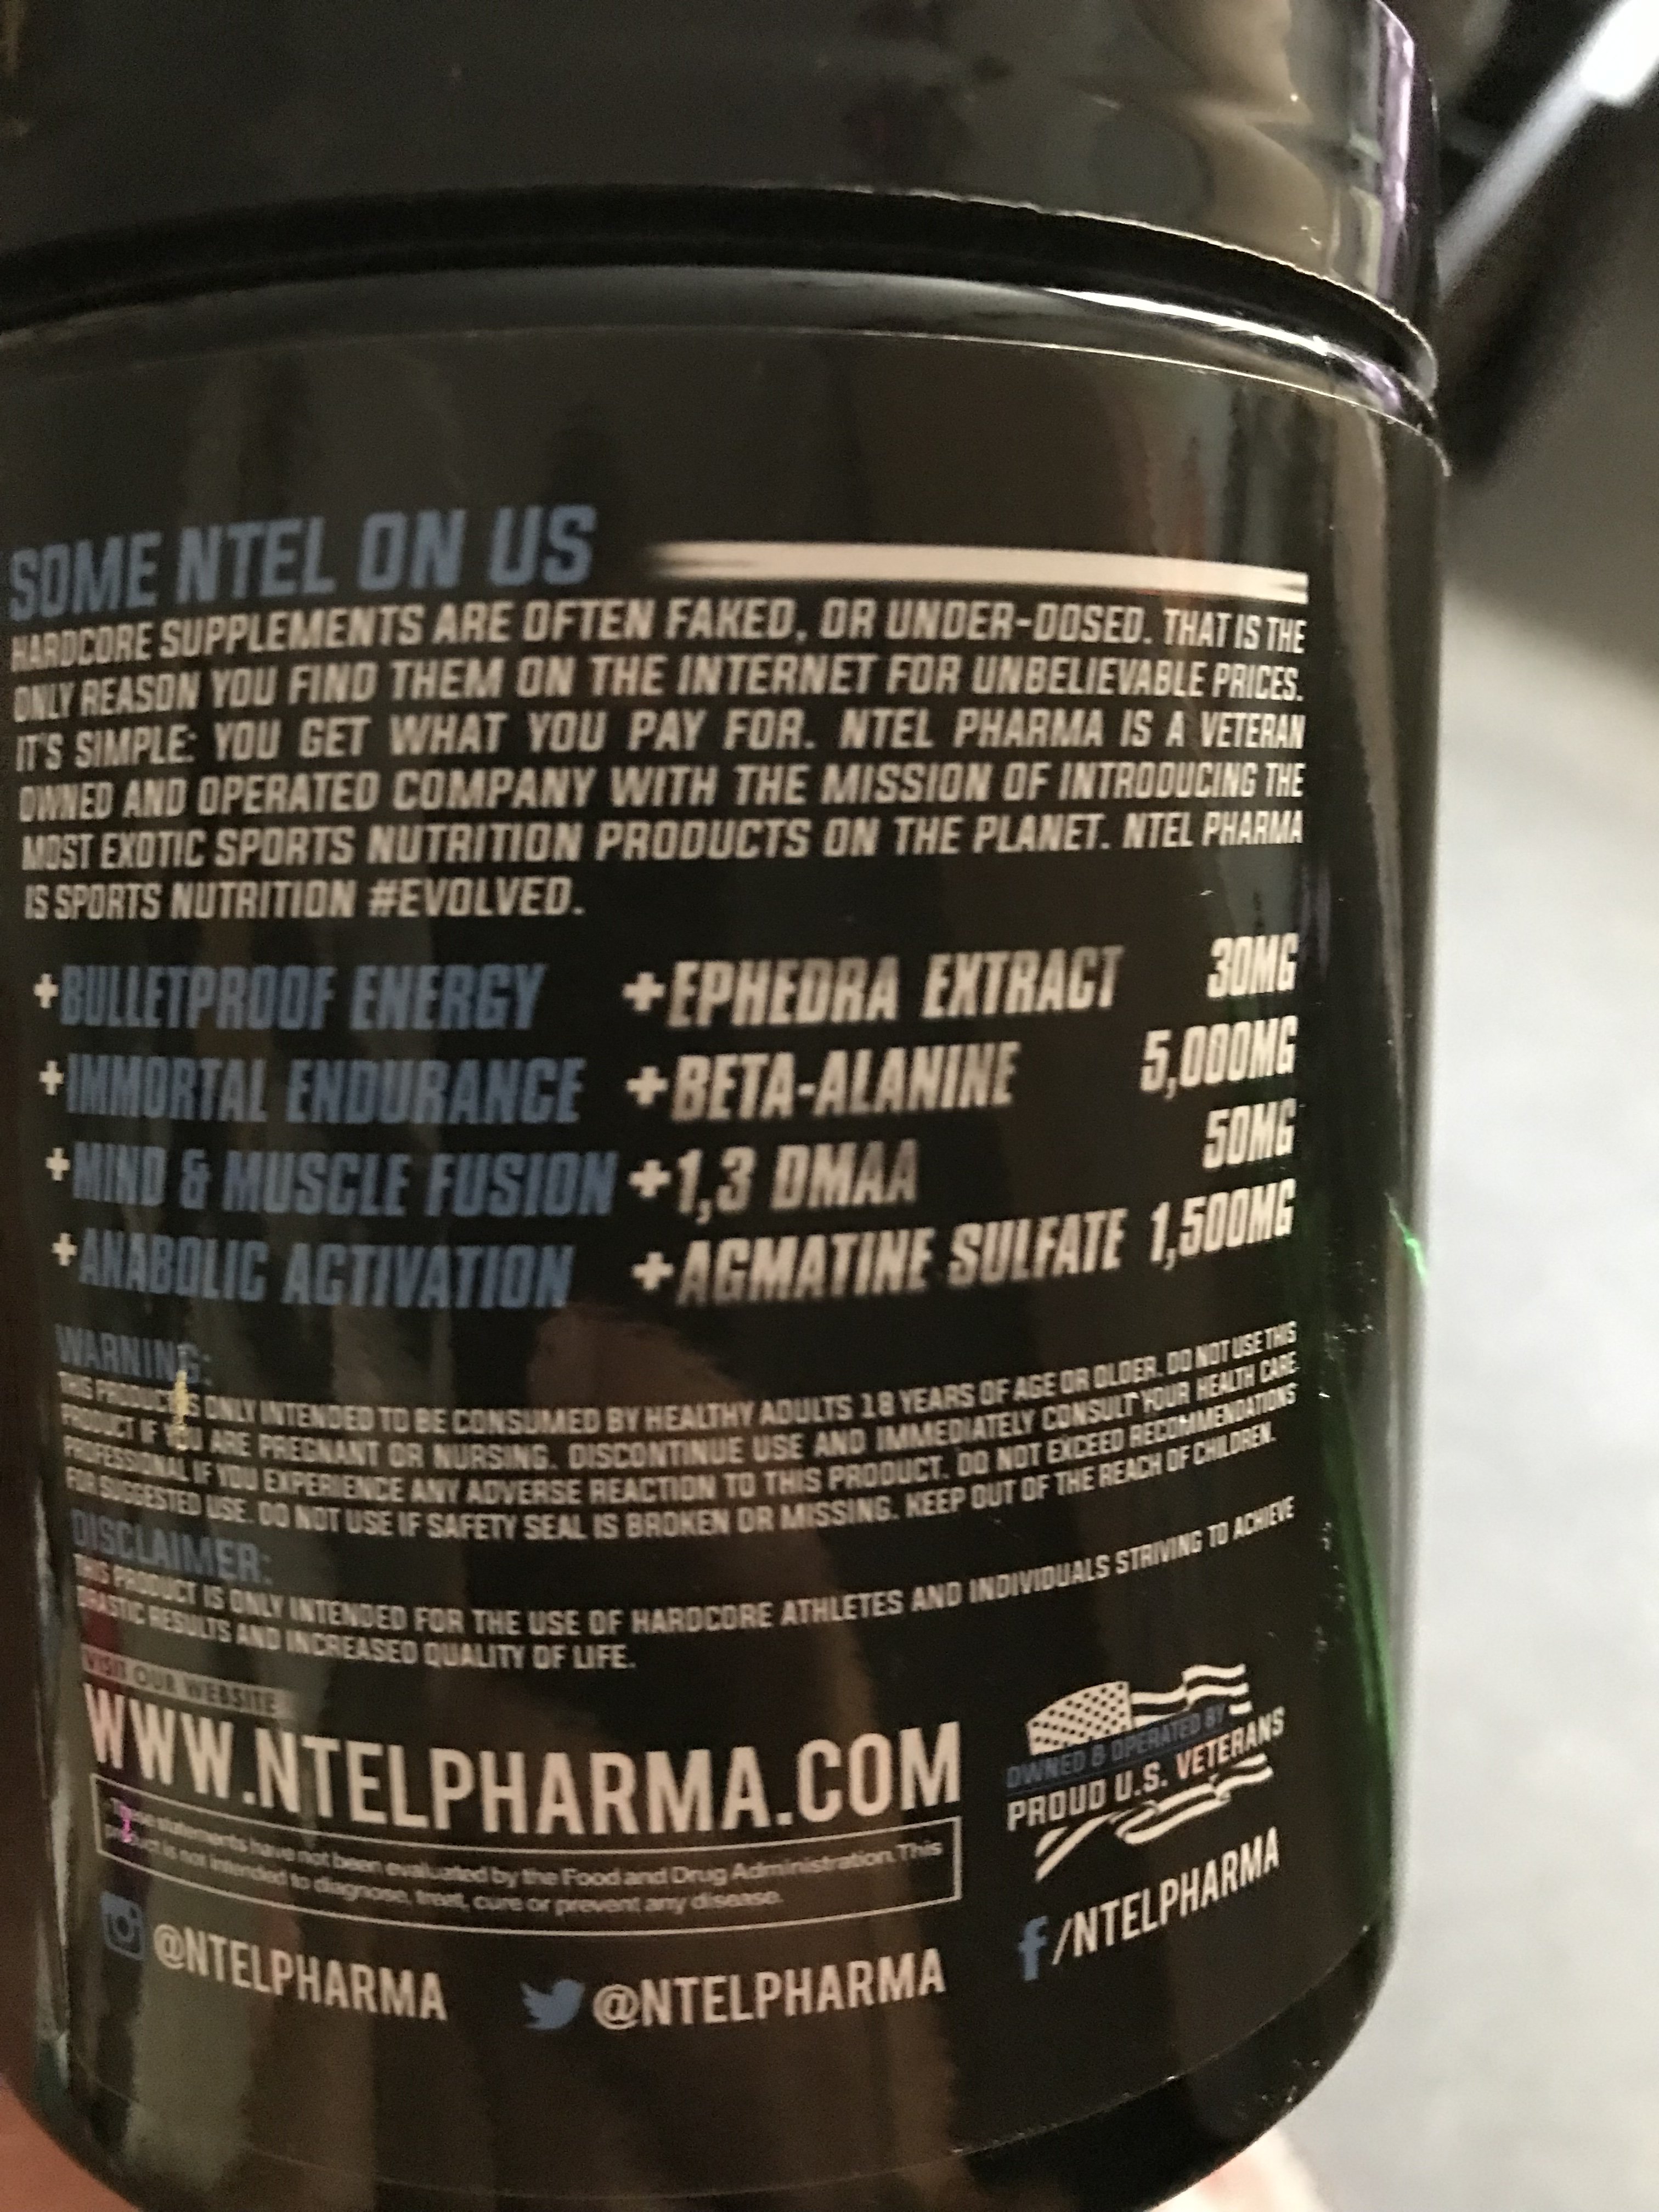 SOME NTEL ON US
HARDCORE SUPPLEMENTS ARE OFTEN FAKED, OR UNDER-DOSED. THAT IS THE
ONLY REASON YOU FIND THEM ON THE INTERNET FOR UNBELIEVABLE PRICES.
IT'S SIMPLE: YOU GET WHAT YOU PAY FOR. NTEL PHARMA IS A VETERAN
OWNED AND OPERATED COMPANY WITH THE MISSION OF INTRODUCING THE
MOST EXOTIC SPORTS NUTRITION PRODUCTS ON THE PLANET. NTEL PHARMA
IS SPORTS NUTRITION #EVOLVED.
+BULLETPROOF ENERGY +EPHEDRA EXTRACT 30MG
+IMMORTAL ENDURANCE +BETA-ALANINE 5,000MG
+MIND & MUSCLE FUSION +1,3 DMAA 50MG
+ANABOLIC ACTIVATION +AGMATINE SULFATE 1,500MG
WARNING:
THIS PRODUCT IS ONLY INTENDED TO BE CONSUMED BY HEALTHY ADULTS 18 YEARS OF AGE OR OLDER. DO NOT USE THIS
PRODUCT IF YOU ARE PREGNANT OR NURSING. DISCONTINUE USE AND IMMEDIATELY CONSULT YOUR HEALTH CARE
PROFESSIONAL IF YOU EXPERIENCE ANY ADVERSE REACTION TO THIS PRODUCT. DO NOT EXCEED RECOMMENDATIONS
FOR SUGGESTED USE. DO NOT USE IF SAFETY SEAL IS BROKEN OR MISSING. KEEP OUT OF THE REACH OF CHILDREN.
DISCLAIMER:
THIS PRODUCT IS ONLY INTENDED FOR THE USE OF HARDCORE ATHLETES AND INDIVIDUALS STRIVING TO ACHIEVE
DRASTIC RESULTS AND INCREASED QUALITY OF LIFE.
VISIT OUR WEBSITE
WWW.NTELPHARMA.COM
These statements have not been evaluated by the Food and Drug Administration. This
product is not intended to diagnose, treat, cure or prevent any disease.
OWNED & OPERATED BY
PROUD U.S. VETERANS
@NTELPHARMA @NTELPHARMA f/NTELPHARMA